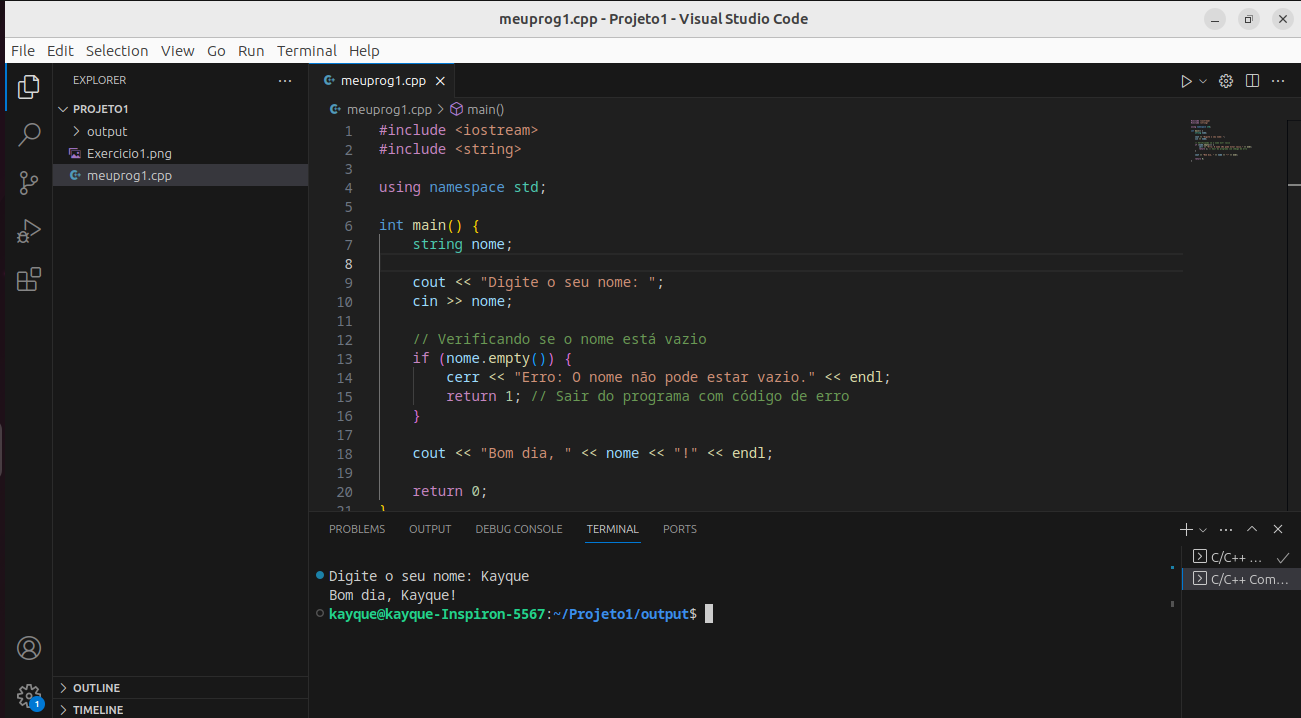 meuprog1.cpp - Projeto1 - Visual Studio Code
File Edit Selection View Go Run Terminal Help
EXPLORER
PROJETO1
output
Exercicio1.png
meuprog1.cpp
OUTLINE
TIMELINE
1
meuprog1.cpp
meuprog1.cpp > main()
1 #include <iostream>
2 #include <string>
3
4 using namespace std;
5
6 int main() {
7 string nome;
8
9 cout << "Digite o seu nome: ";
10 cin >> nome;
11
12 // Verificando se o nome está vazio
13 if (nome.empty()) {
14 cerr << "Erro: O nome não pode estar vazio." << endl;
15 return 1; // Sair do programa com código de erro
16 }
17
18 cout << "Bom dia, " << nome << "!" << endl;
19
20 return 0;
21 }
PROBLEMS OUTPUT DEBUG CONSOLE TERMINAL PORTS
Digite o seu nome: Kayque
Bom dia, Kayque!
kayque@kayque-Inspiron-5567:~/Projeto1/output$
C/C++ ...
C/C++ Com...